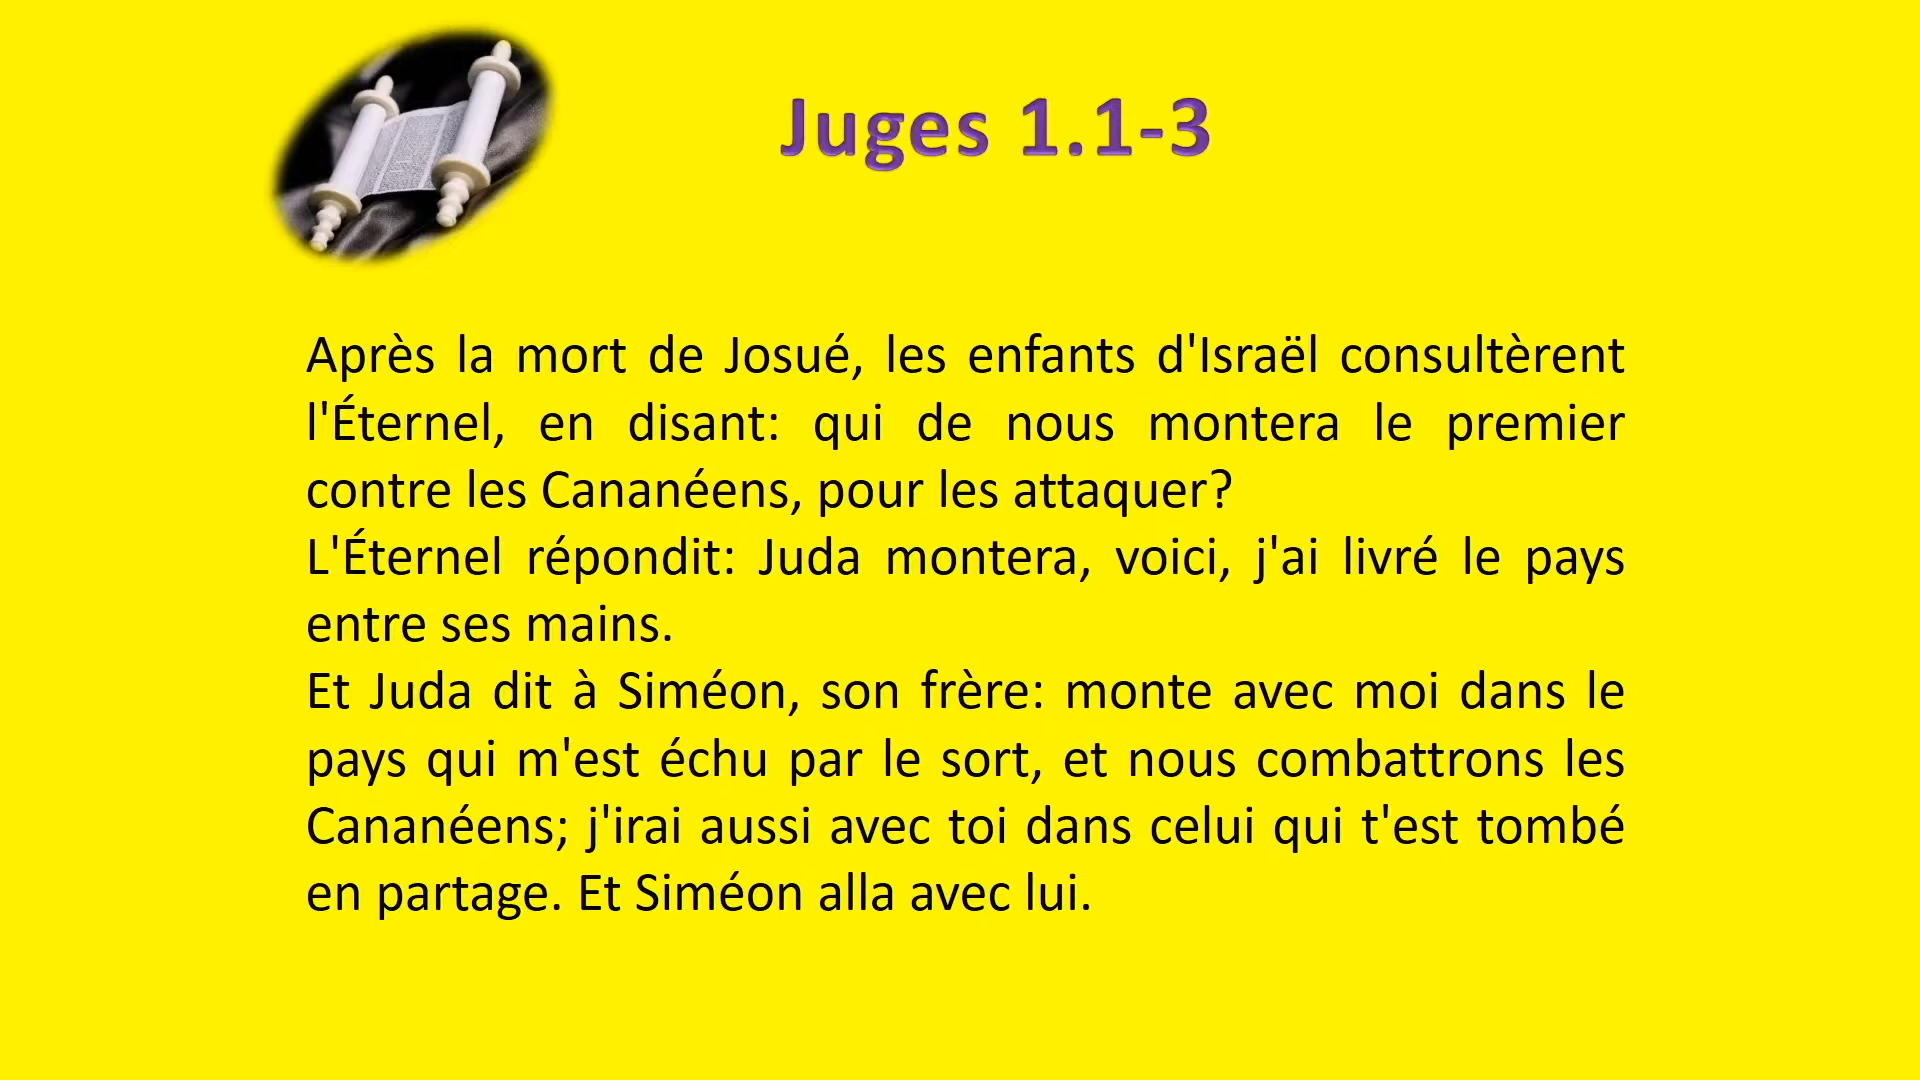 Juges 1.1-3
Après la mort de Josué, les enfants d'Israël consultèrent
l'Éternel, en disant: qui de nous montera le premier
contre les Cananéens, pour les attaquer?
L'Éternel répondit: Juda montera, voici, j'ai livré le pays
entre ses mains.
Et Juda dit à Siméon, son frère: monte avec moi dans le
pays qui m'est échu par le sort, et nous combattrons les
Cananéens; j'irai aussi avec toi dans celui qui t'est tombé
en partage. Et Siméon alla avec lui.